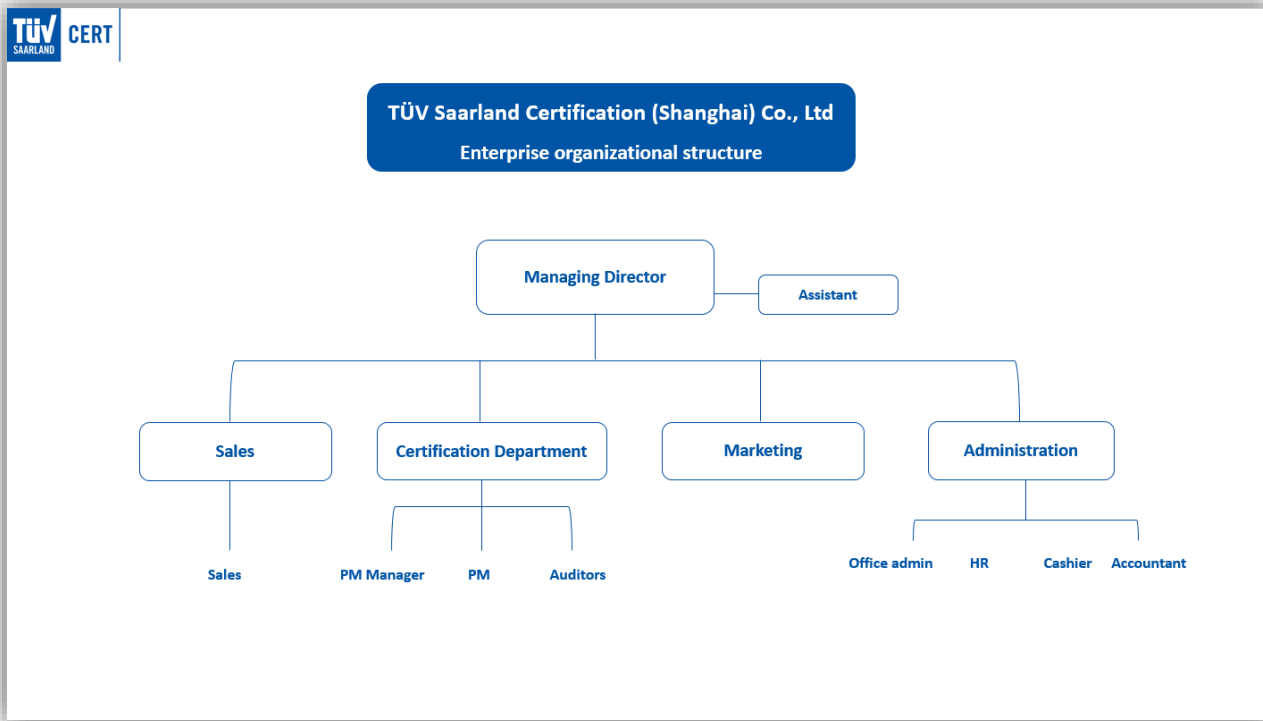 TÜV
SAARLAND
CERT
TÜV Saarland Certification (Shanghai) Co., Ltd
Enterprise organizational structure
Managing Director
Assistant
Sales
Certification Department
Marketing
Administration
Sales
PM Manager
PM
Auditors
Office admin
HR
Cashier
Accountant